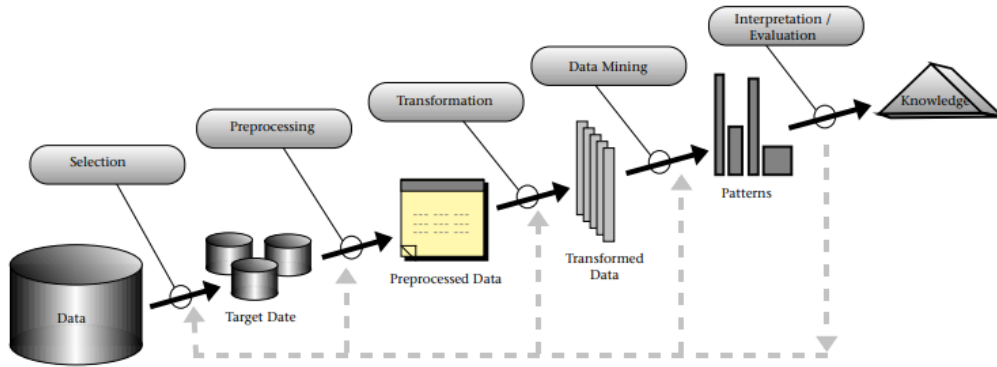 Interpretation /
Evaluation
Data Mining
Transformation
Preprocessing
Selection
Knowledge
Patterns
Transformed
Data
Preprocessed Data
Target Date
Data